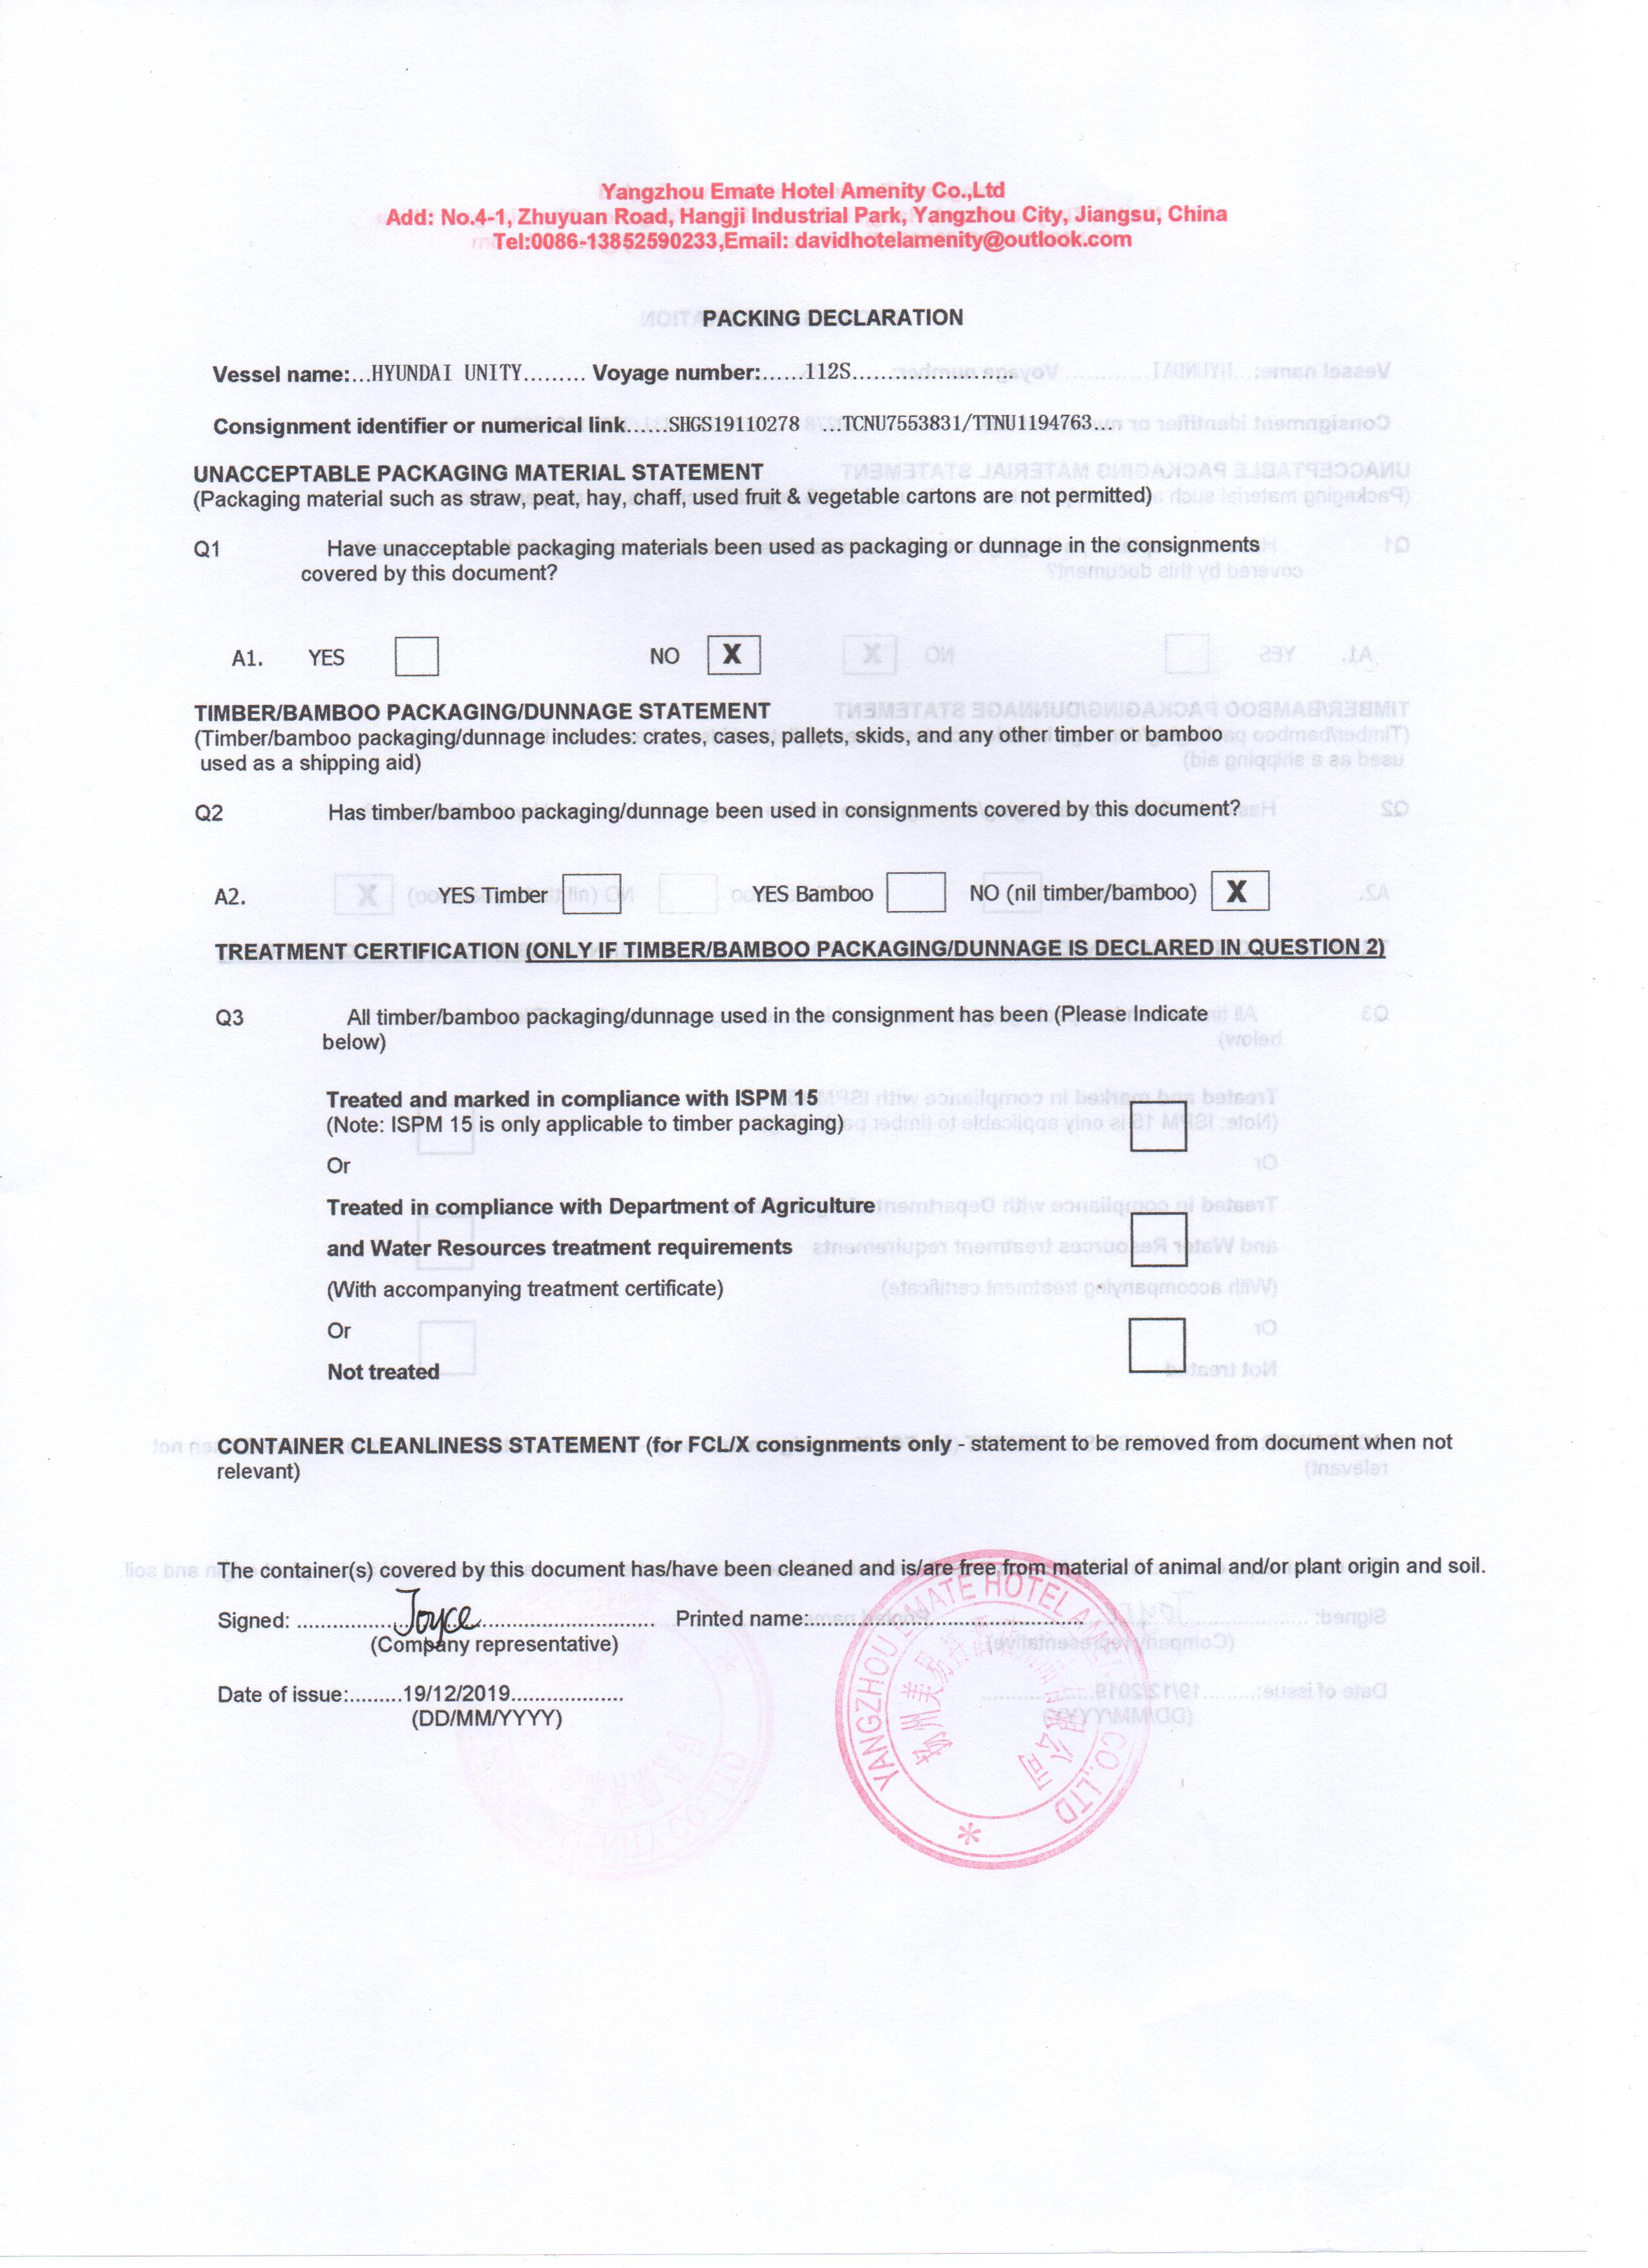 Yangzhou Emate Hotel Amenity Co.,Ltd
Add: No.4-1, Zhuyuan Road, Hangji Industrial Park, Yangzhou City, Jiangsu, China
Tel:0086-13852590233,Email: davidhotelamenity@outlook.com
PACKING DECLARATION
Vessel name:...HYUNDAI UNITY......... Voyage number:......112S.......................
Consignment identifier or numerical link......SHGS19110278 ...TCNU7553831/TTNU1194763...
UNACCEPTABLE PACKAGING MATERIAL STATEMENT
(Packaging material such as straw, peat, hay, chaff, used fruit & vegetable cartons are not permitted)
Q1 Have unacceptable packaging materials been used as packaging or dunnage in the consignments
covered by this document?
A1. YES NO X
TIMBER/BAMBOO PACKAGING/DUNNAGE STATEMENT
(Timber/bamboo packaging/dunnage includes: crates, cases, pallets, skids, and any other timber or bamboo
used as a shipping aid)
Q2 Has timber/bamboo packaging/dunnage been used in consignments covered by this document?
A2. YES Timber YES Bamboo NO (nil timber/bamboo) X
TREATMENT CERTIFICATION (ONLY IF TIMBER/BAMBOO PACKAGING/DUNNAGE IS DECLARED IN QUESTION 2)
Q3 All timber/bamboo packaging/dunnage used in the consignment has been (Please Indicate
below)
Treated and marked in compliance with ISPM 15
(Note: ISPM 15 is only applicable to timber packaging)
Or
Treated in compliance with Department of Agriculture
and Water Resources treatment requirements
(With accompanying treatment certificate)
Or
Not treated
CONTAINER CLEANLINESS STATEMENT (for FCL/X consignments only - statement to be removed from document when not
relevant)
The container(s) covered by this document has/have been cleaned and is/are free from material of animal and/or plant origin and soil.
Signed: .................Joyce.............................. Printed name:................................................
(Company representative)
Date of issue:.........19/12/2019...................
(DD/MM/YYYY)
YANGZHOU EMATE HOTEL AMENITY CO.,LTD
扬州美
限公司